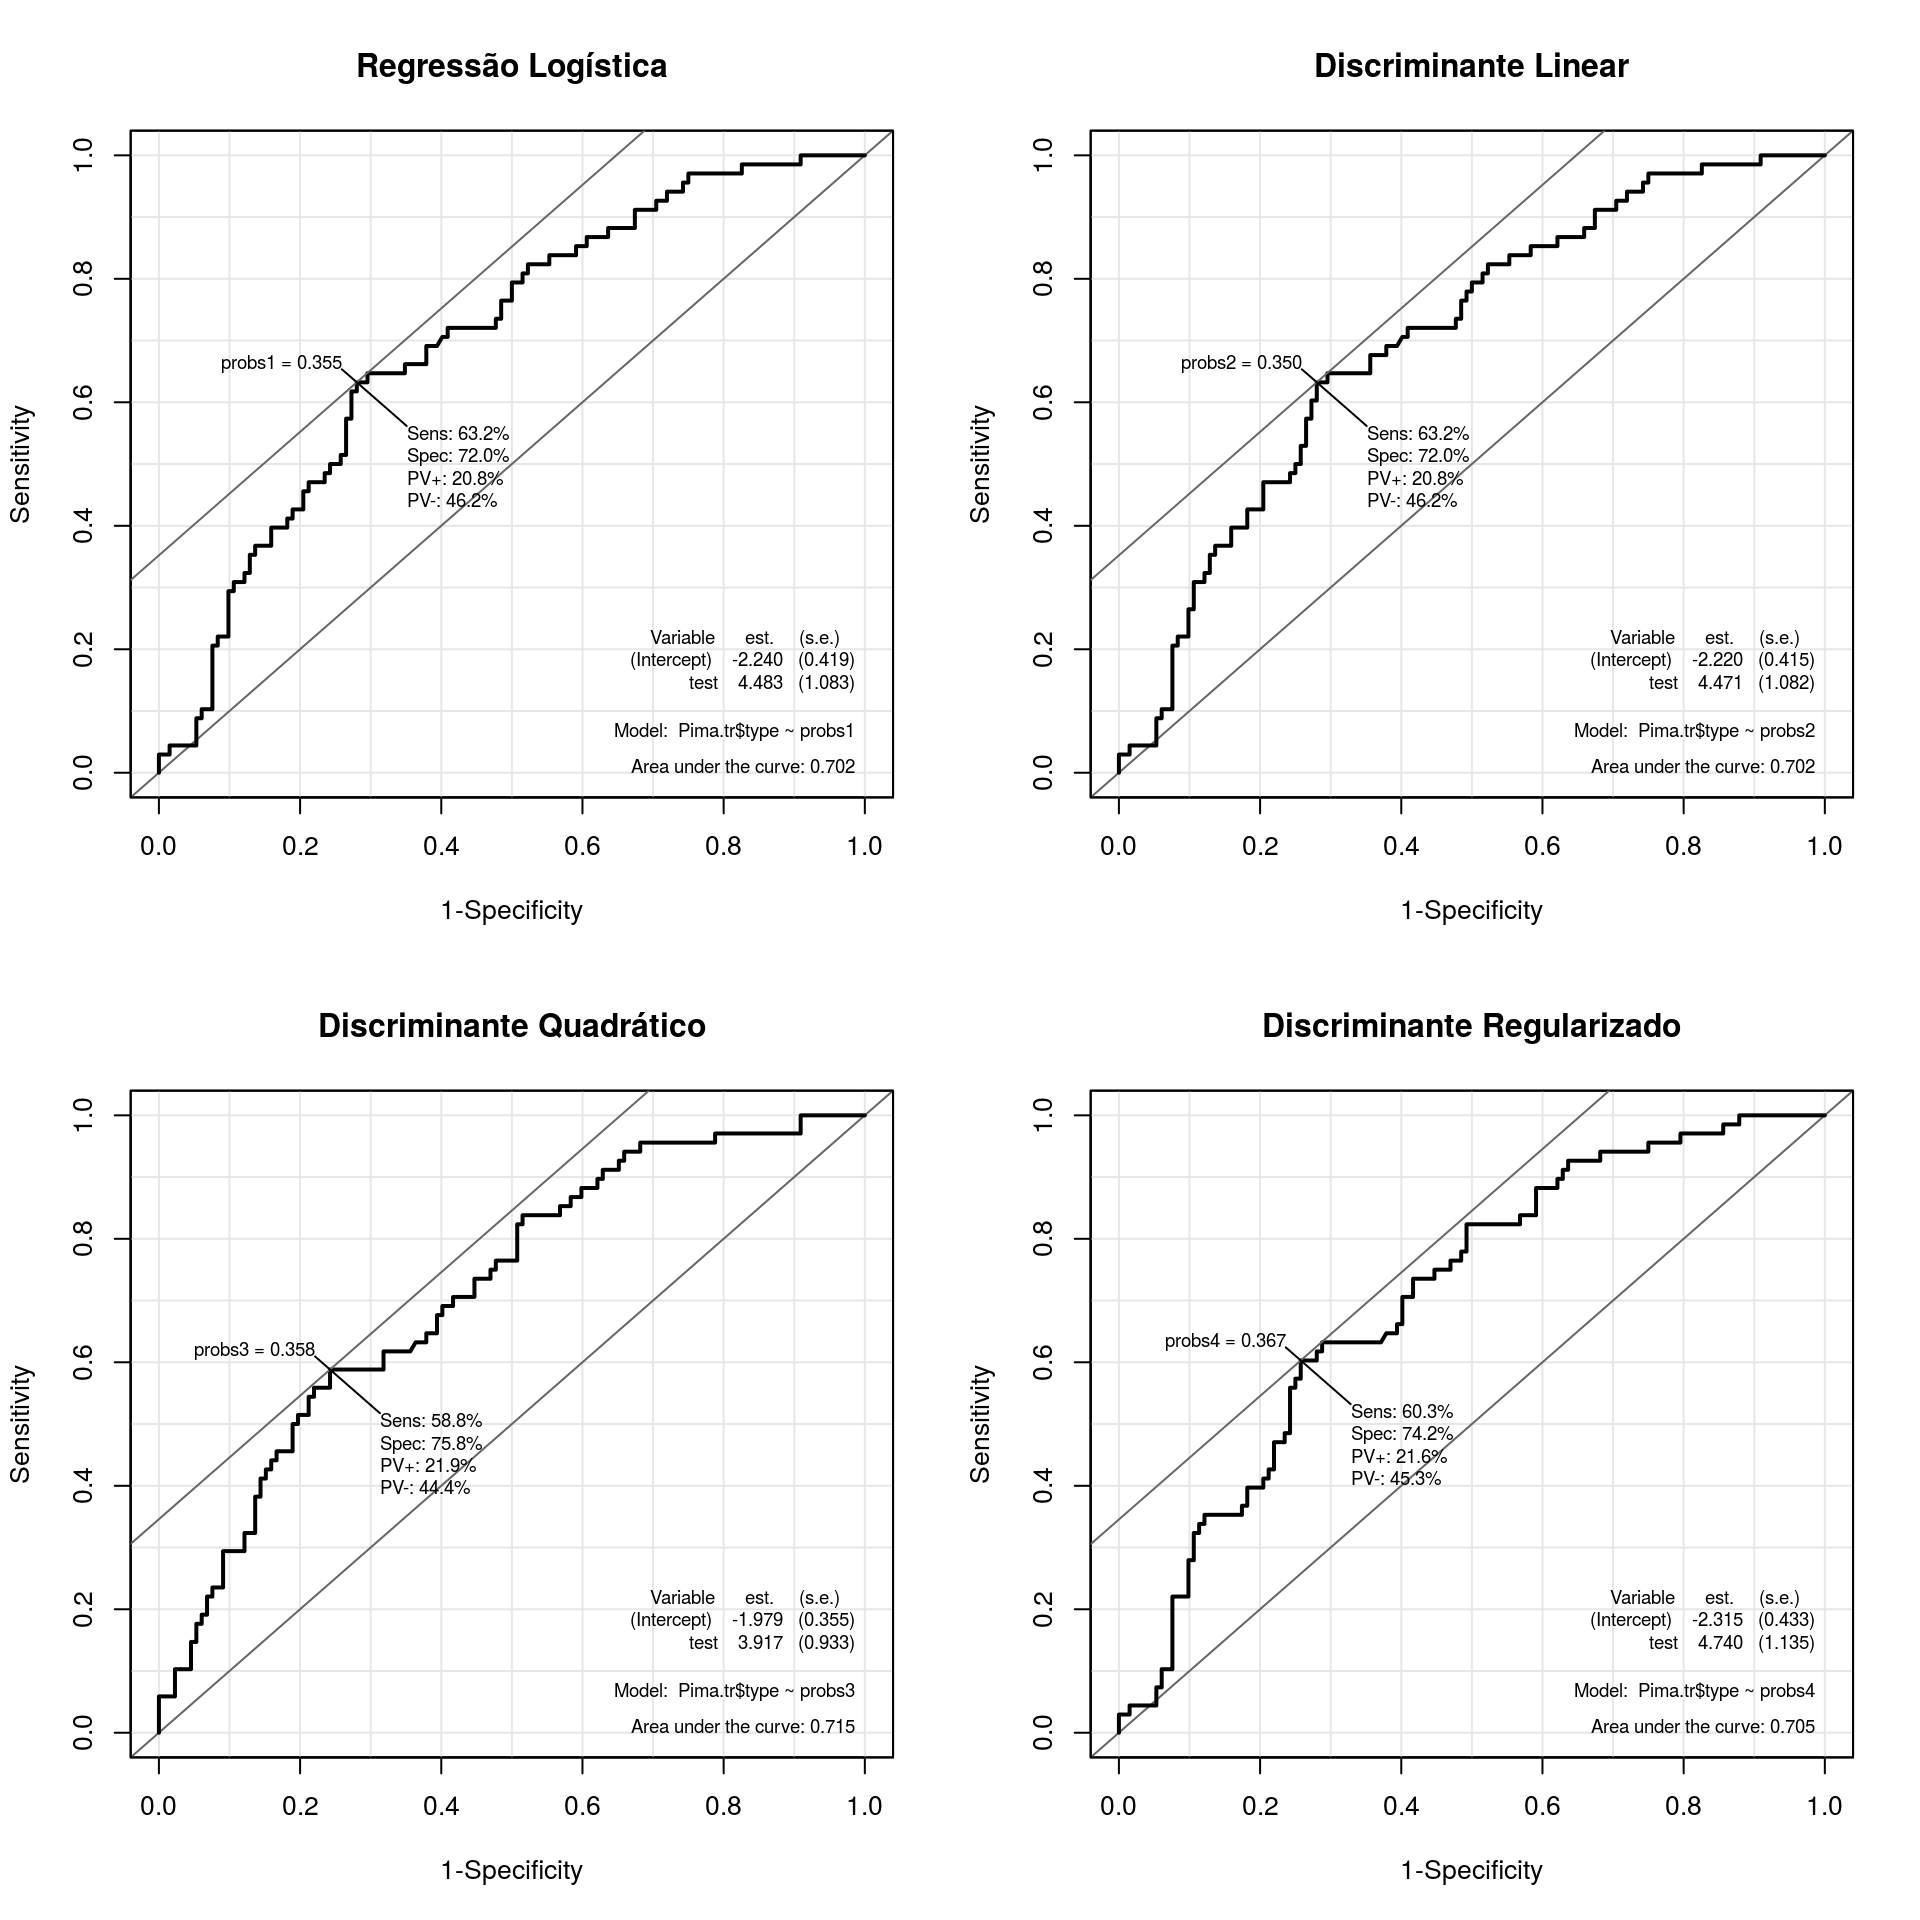 Regressão Logística
1.0
0.8
0.6
0.4
0.2
0.0
Sensitivity
probs1 = 0.355
Sens: 63.2%
Spec: 72.0%
PV+: 20.8%
PV-: 46.2%
Variable est. (s.e.)
(Intercept) -2.240 (0.419)
test 4.483 (1.083)
Model: Pima.tr$type ~ probs1
Area under the curve: 0.702
0.0 0.2 0.4 0.6 0.8 1.0
1-Specificity
Discriminante Linear
1.0
0.8
0.6
0.4
0.2
0.0
Sensitivity
probs2 = 0.350
Sens: 63.2%
Spec: 72.0%
PV+: 20.8%
PV-: 46.2%
Variable est. (s.e.)
(Intercept) -2.220 (0.415)
test 4.471 (1.082)
Model: Pima.tr$type ~ probs2
Area under the curve: 0.702
0.0 0.2 0.4 0.6 0.8 1.0
1-Specificity
Discriminante Quadrático
1.0
0.8
0.6
0.4
0.2
0.0
Sensitivity
probs3 = 0.358
Sens: 58.8%
Spec: 75.8%
PV+: 21.9%
PV-: 44.4%
Variable est. (s.e.)
(Intercept) -1.979 (0.355)
test 3.917 (0.933)
Model: Pima.tr$type ~ probs3
Area under the curve: 0.715
0.0 0.2 0.4 0.6 0.8 1.0
1-Specificity
Discriminante Regularizado
1.0
0.8
0.6
0.4
0.2
0.0
Sensitivity
probs4 = 0.367
Sens: 60.3%
Spec: 74.2%
PV+: 21.6%
PV-: 45.3%
Variable est. (s.e.)
(Intercept) -2.315 (0.433)
test 4.740 (1.135)
Model: Pima.tr$type ~ probs4
Area under the curve: 0.705
0.0 0.2 0.4 0.6 0.8 1.0
1-Specificity